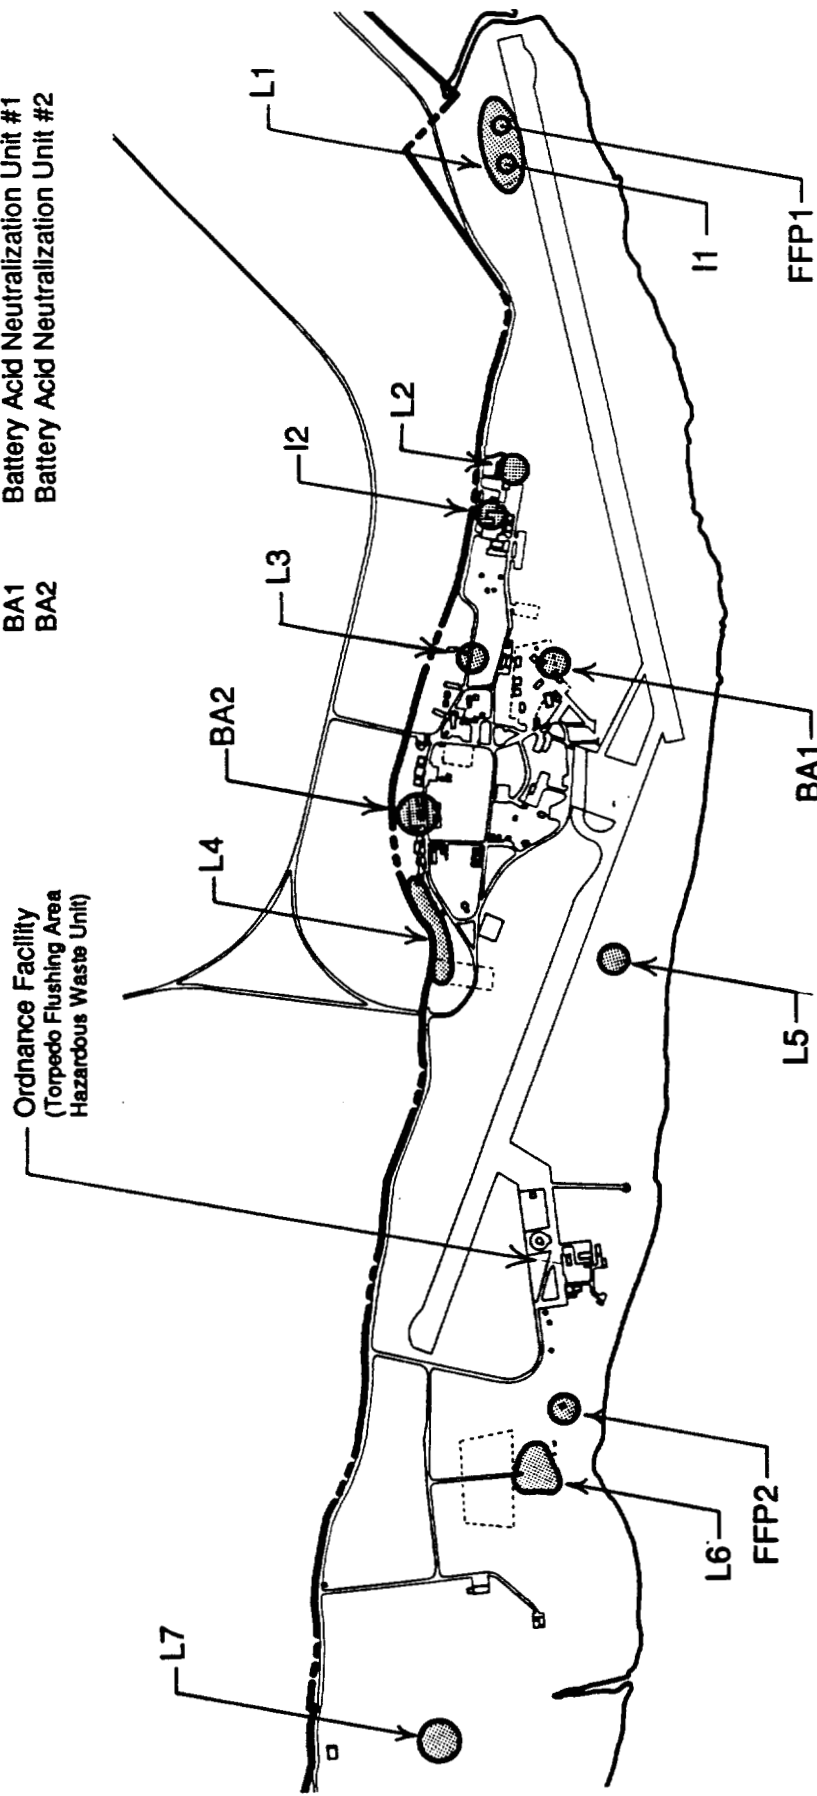 BA1 Battery Acid Neutralization Unit #1
BA2 Battery Acid Neutralization Unit #2
Ordnance Facility
(Torpedo Flushing Area
Hazardous Waste Unit)
L7
L4
BA2
L3
I2
L2
L1
L6
FFP2
L5
BA1
I1
FFP1